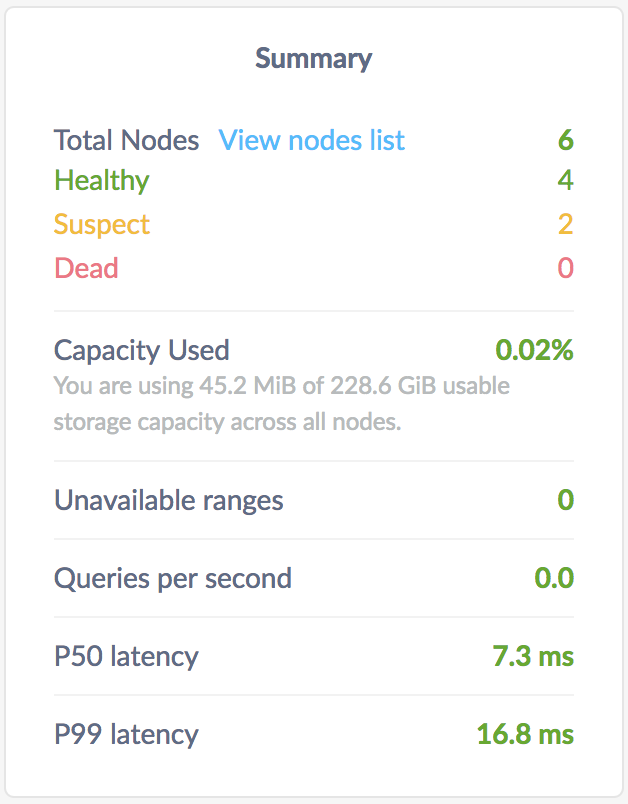 Summary
Total Nodes View nodes list 6
Healthy 4
Suspect 2
Dead 0
Capacity Used 0.02%
You are using 45.2 MiB of 228.6 GiB usable
storage capacity across all nodes.
Unavailable ranges 0
Queries per second 0.0
P50 latency 7.3 ms
P99 latency 16.8 ms